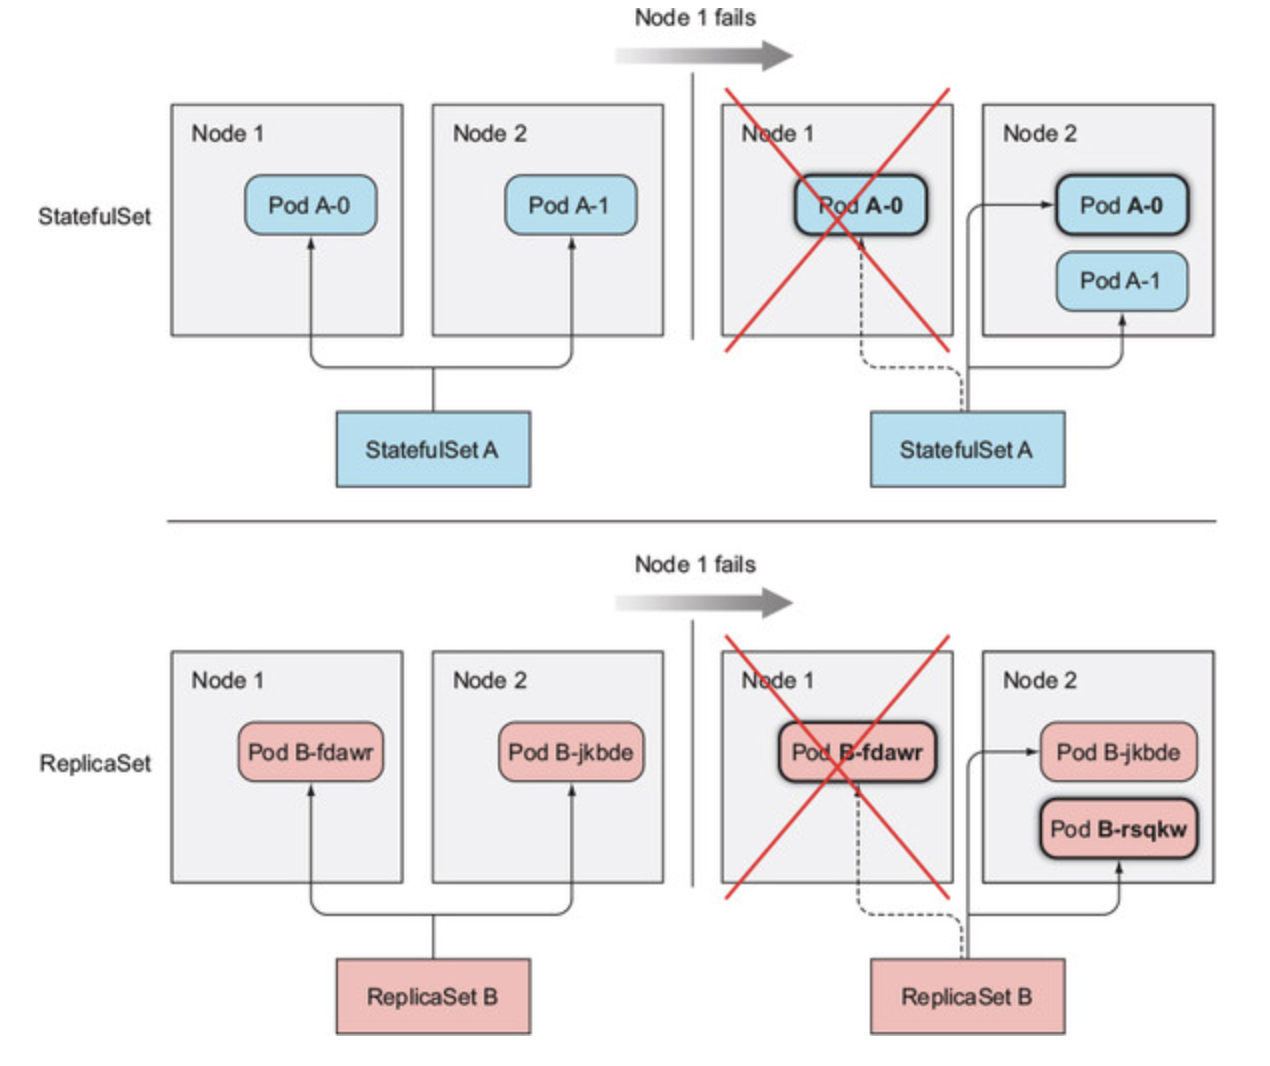 Node 1 fails
Node 1
Node 2
Node 1
Node 2
StatefulSet
Pod A-0
Pod A-1
Pod A-0
Pod A-0
Pod A-1
StatefulSet A
StatefulSet A
Node 1 fails
Node 1
Node 2
Node 1
Node 2
ReplicaSet
Pod B-fdawr
Pod B-jkbde
Pod B-fdawr
Pod B-jkbde
Pod B-rsqkw
ReplicaSet B
ReplicaSet B